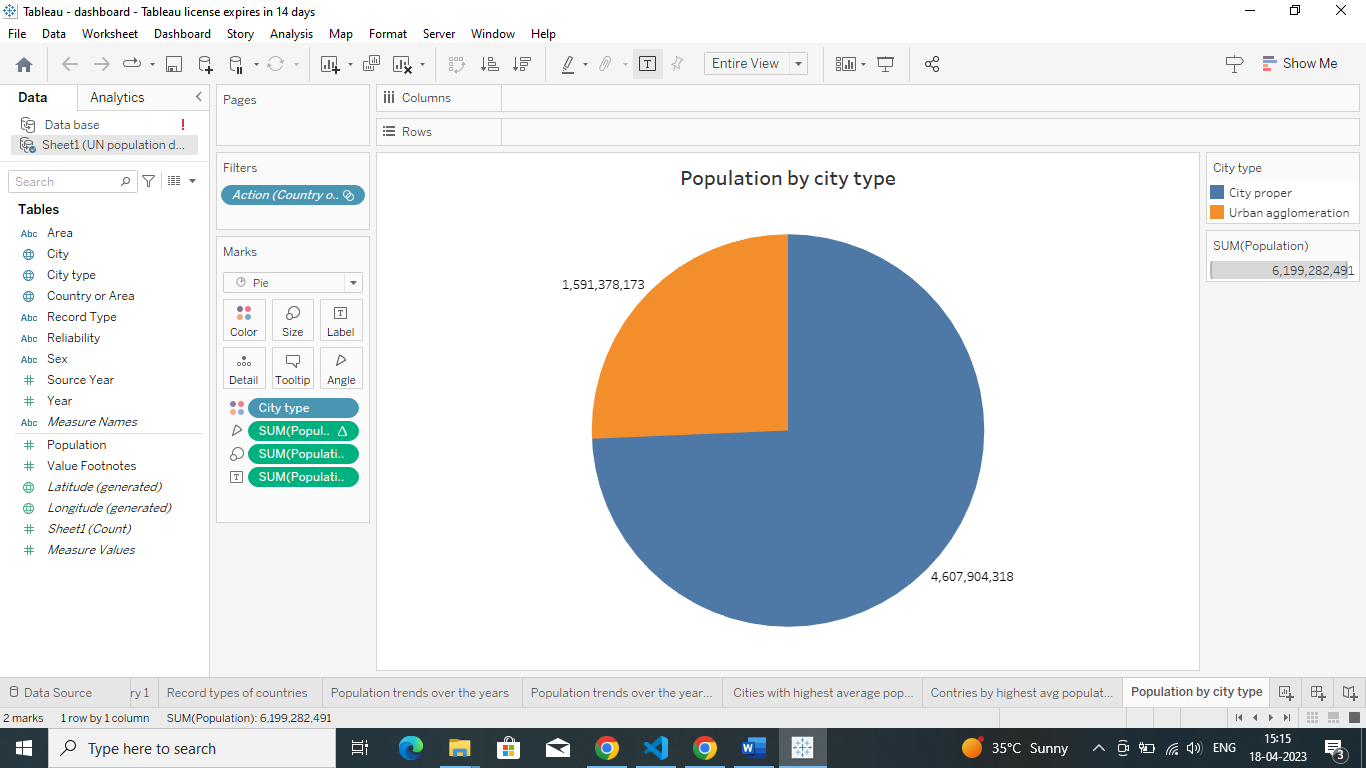 Tableau - dashboard - Tableau license expires in 14 days
File Data Worksheet Dashboard Story Analysis Map Format Server Window Help
Entire View
Show Me
Data Analytics
Data base !
Sheet1 (UN population d...
Search
Tables
Abc Area
City
City type
Country or Area
Abc Record Type
Abc Reliability
Abc Sex
# Source Year
# Year
Abc Measure Names
# Population
# Value Footnotes
Latitude (generated)
Longitude (generated)
# Sheet1 (Count)
# Measure Values
Pages
Filters
Action (Country o..
Marks
Pie
Color Size Label
Detail Tooltip Angle
City type
SUM(Popul..
SUM(Populati..
SUM(Populati..
Columns
Rows
Population by city type
1,591,378,173
4,607,904,318
City type
City proper
Urban agglomeration
SUM(Population)
6,199,282,491
Data Source ry 1 Record types of countries Population trends over the years Population trends over the year... Cities with highest average pop... Contries by highest avg populat... Population by city type
2 marks 1 row by 1 column SUM(Population): 6,199,282,491
Type here to search
35°C Sunny
ENG
15:15
18-04-2023
3